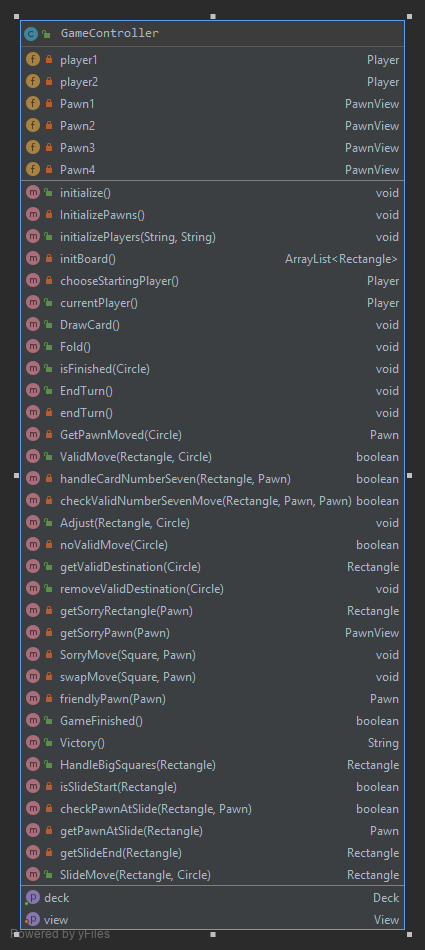 GameController
player1 Player
player2 Player
Pawn1 PawnView
Pawn2 PawnView
Pawn3 PawnView
Pawn4 PawnView
initialize() void
InitializePawns() void
initializePlayers(String, String) void
initBoard() ArrayList<Rectangle>
chooseStartingPlayer() Player
currentPlayer() Player
DrawCard() void
Fold() void
isFinished(Circle) void
EndTurn() void
endTurn() void
GetPawnMoved(Circle) Pawn
ValidMove(Rectangle, Circle) boolean
handleCardNumberSeven(Rectangle, Pawn) boolean
checkValidNumberSevenMove(Rectangle, Pawn, Pawn) boolean
Adjust(Rectangle, Circle) void
noValidMove(Circle) boolean
getValidDestination(Circle) Rectangle
removeValidDestination(Circle) void
getSorryRectangle(Pawn) Rectangle
getSorryPawn(Pawn) PawnView
SorryMove(Square, Pawn) void
swapMove(Square, Pawn) void
friendlyPawn(Pawn) Pawn
GameFinished() boolean
Victory() String
HandleBigSquares(Rectangle) Rectangle
isSlideStart(Rectangle) boolean
checkPawnAtSlide(Rectangle, Pawn) boolean
getPawnAtSlide(Rectangle) Pawn
getSlideEnd(Rectangle) Rectangle
SlideMove(Rectangle, Circle) Rectangle
deck Deck
view View
Powered by yFiles